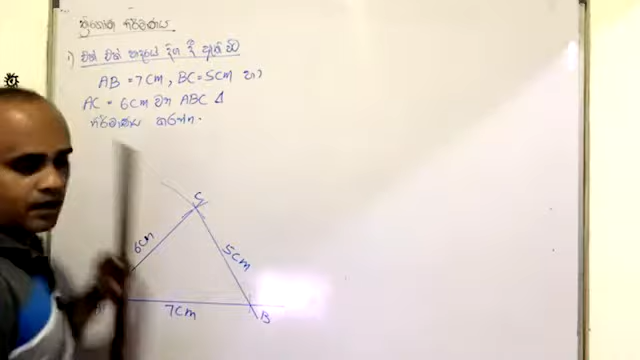 ත්‍රිකෝණ නිර්මාණය
1) එක් එක් පාදයේ දිග දී ඇති විට
AB = 7cm, BC = 5cm හා
AC = 6cm වන ABC Δ
නිර්මාණය කරන්න.
C
6cm
5cm
7cm
B